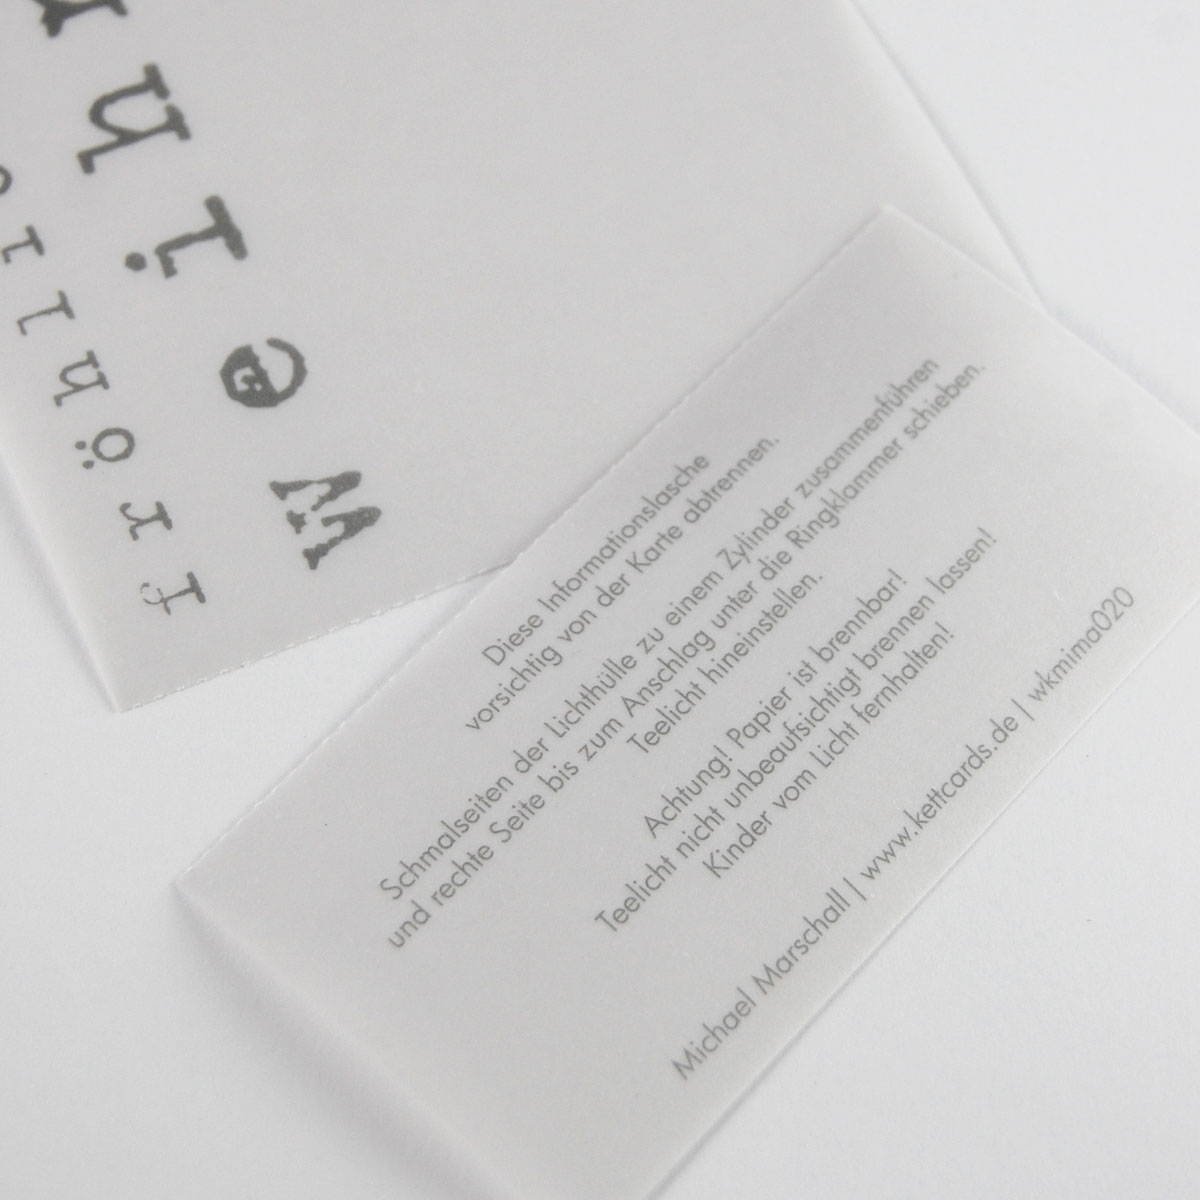 Wein
fröhli
Diese Informationslasche
vorsichtig von der Karte abtrennen.
Schmalseiten der Lichthülle zu einem Zylinder zusammenführen
und rechte Seite bis zum Anschlag unter die Ringklammer schieben.
Teelicht hineinstellen.
Achtung! Papier ist brennbar!
Teelicht nicht unbeaufsichtigt brennen lassen!
Kinder vom Licht fernhalten!
Michael Marschall | www.kettcards.de | wkmima020